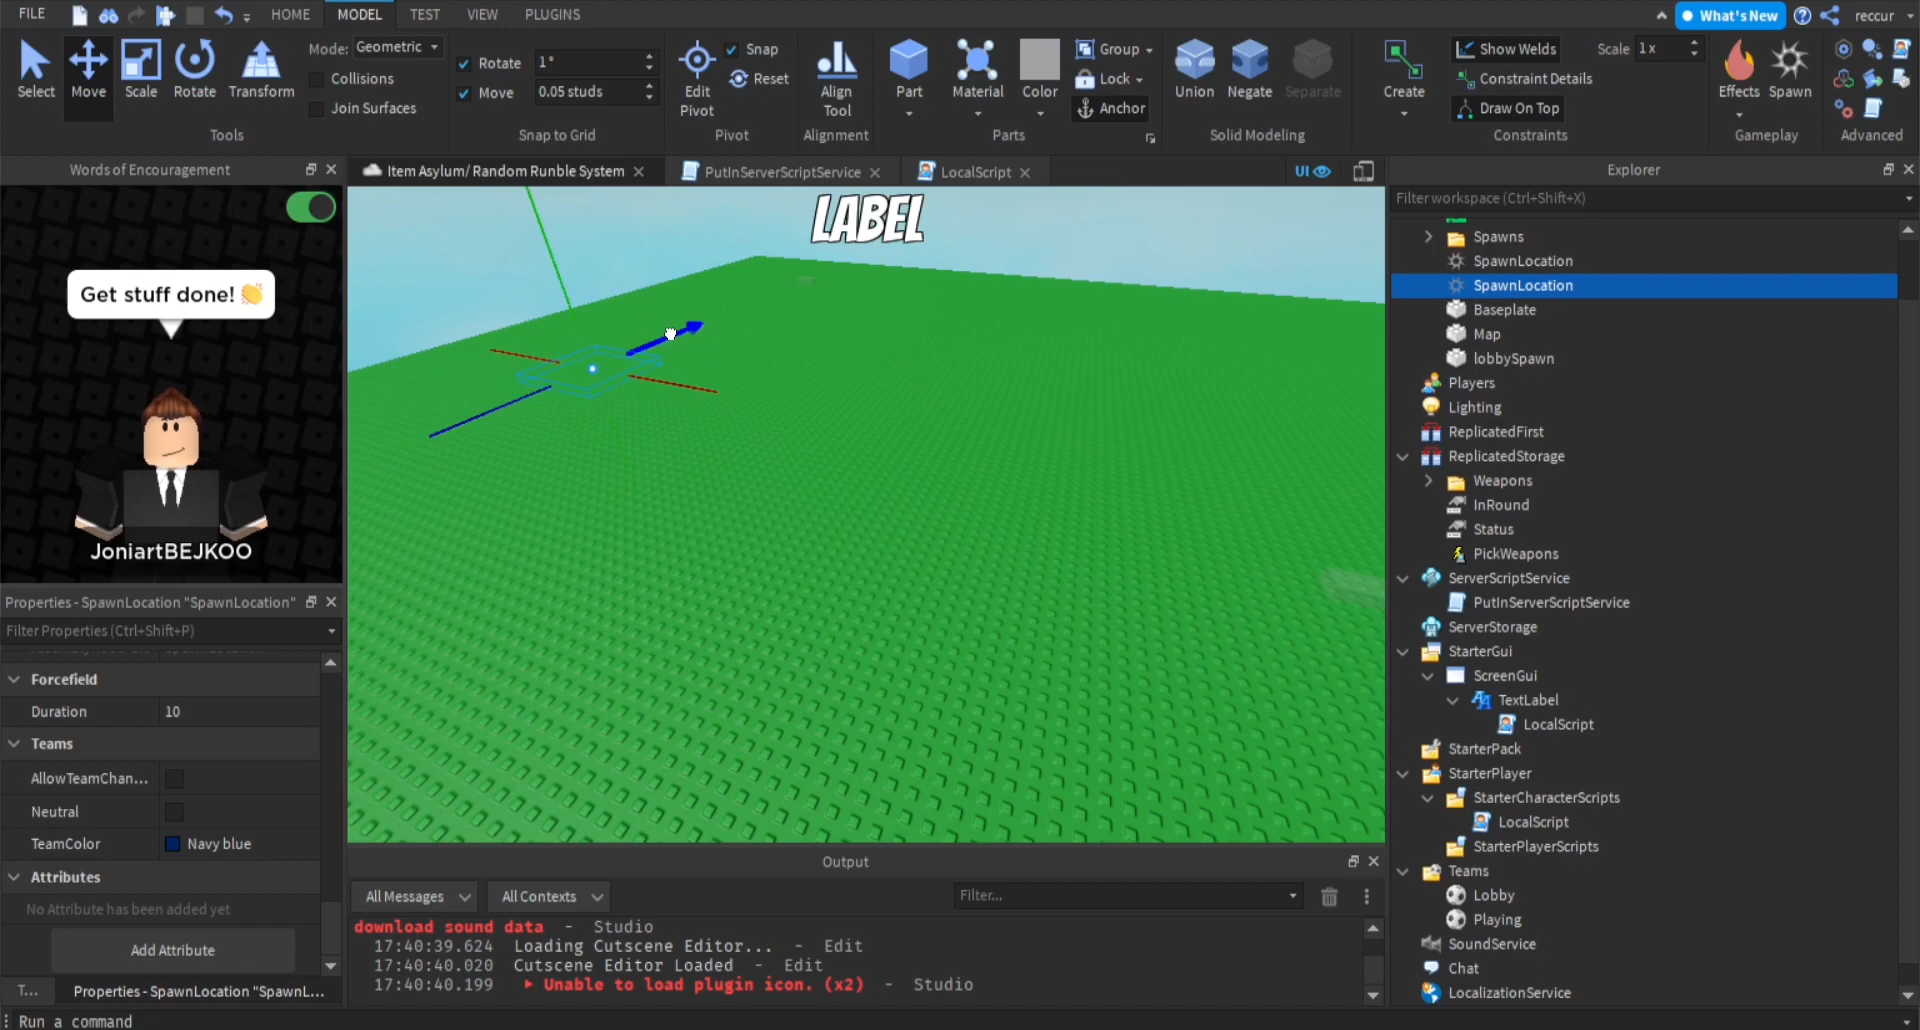 FILE
HOME
MODEL
TEST
VIEW
PLUGINS
What's New
reccur
Select
Move
Scale
Rotate
Transform
Mode: Geometric
Collisions
Join Surfaces
Tools
Rotate 1°
Move 0.05 studs
Snap to Grid
Edit
Pivot
Snap
Reset
Pivot
Align
Tool
Alignment
Part
Material
Color
Group
Lock
Anchor
Parts
Union
Negate
Separate
Solid Modeling
Create
Show Welds
Scale 1 x
Constraint Details
Draw On Top
Constraints
Effects
Spawn
Gameplay
Advanced
Words of Encouragement
Get stuff done!
JoniartBEJKOO
Item Asylum/ Random Runble System
PutInServerScriptService
LocalScript
UI
LABEL
Properties - SpawnLocation "SpawnLocation"
Filter Properties (Ctrl+Shift+P)
Forcefield
Duration 10
Teams
AllowTeamChan...
Neutral
TeamColor Navy blue
Attributes
No Attribute has been added yet
Add Attribute
T...
Properties - SpawnLocation "SpawnL...
Output
All Messages
All Contexts
Filter...
download sound data - Studio
17:40:39.624 Loading Cutscene Editor... - Edit
17:40:40.020 Cutscene Editor Loaded - Edit
17:40:40.199 Unable to load plugin icon. (x2) - Studio
Run a command
Explorer
Filter workspace (Ctrl+Shift+X)
Spawns
SpawnLocation
SpawnLocation
Baseplate
Map
lobbySpawn
Players
Lighting
ReplicatedFirst
ReplicatedStorage
Weapons
InRound
Status
PickWeapons
ServerScriptService
PutInServerScriptService
ServerStorage
StarterGui
ScreenGui
TextLabel
LocalScript
StarterPack
StarterPlayer
StarterCharacterScripts
LocalScript
StarterPlayerScripts
Teams
Lobby
Playing
SoundService
Chat
LocalizationService